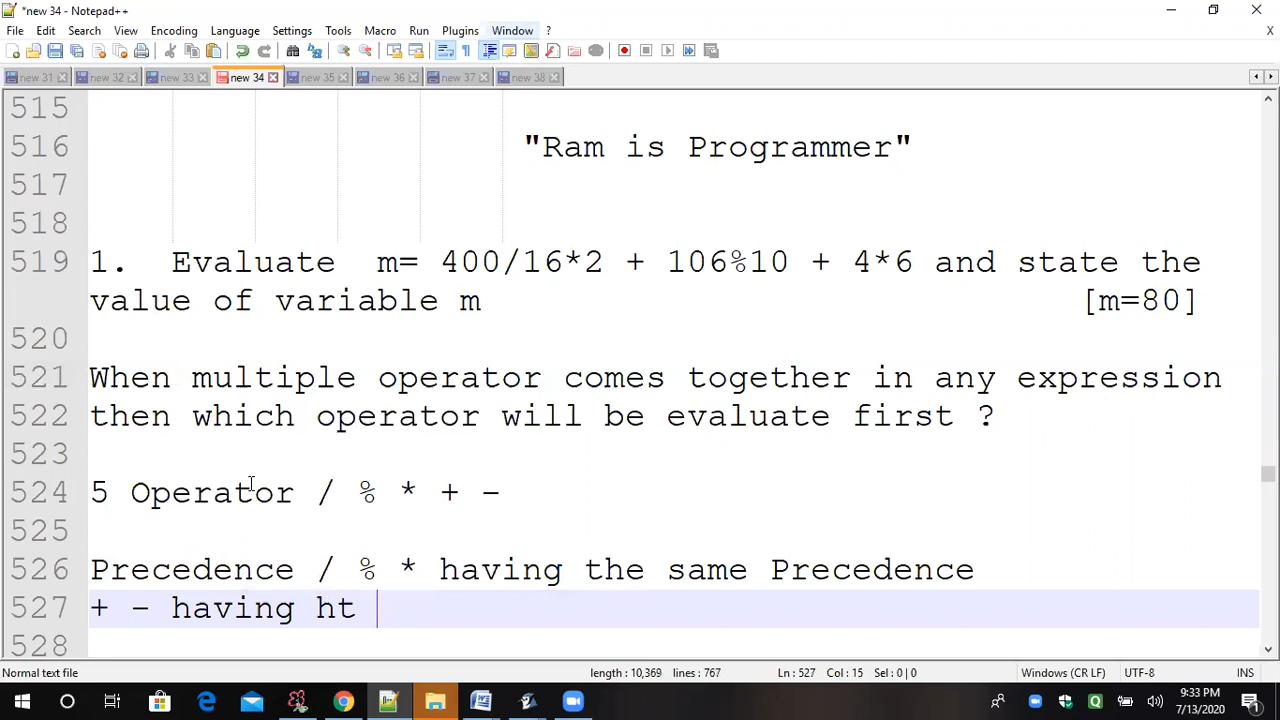 *new 34 - Notepad++
File Edit Search View Encoding Language Settings Tools Macro Run Plugins Window ? X
new 31 new 32 new 33 new 34 new 35 new 36 new 37 new 38
515
516 "Ram is Programmer"
517
518
519 1. Evaluate m= 400/16*2 + 106%10 + 4*6 and state the
value of variable m [m=80]
520
521 When multiple operator comes together in any expression
522 then which operator will be evaluate first ?
523
524 5 Operator / % * + -
525
526 Precedence / % * having the same Precedence
527 + - having ht
528
Normal text file length : 10,369 lines : 767 Ln : 527 Col : 15 Sel : 0 | 0 Windows (CR LF) UTF-8 INS
9:33 PM
7/13/2020